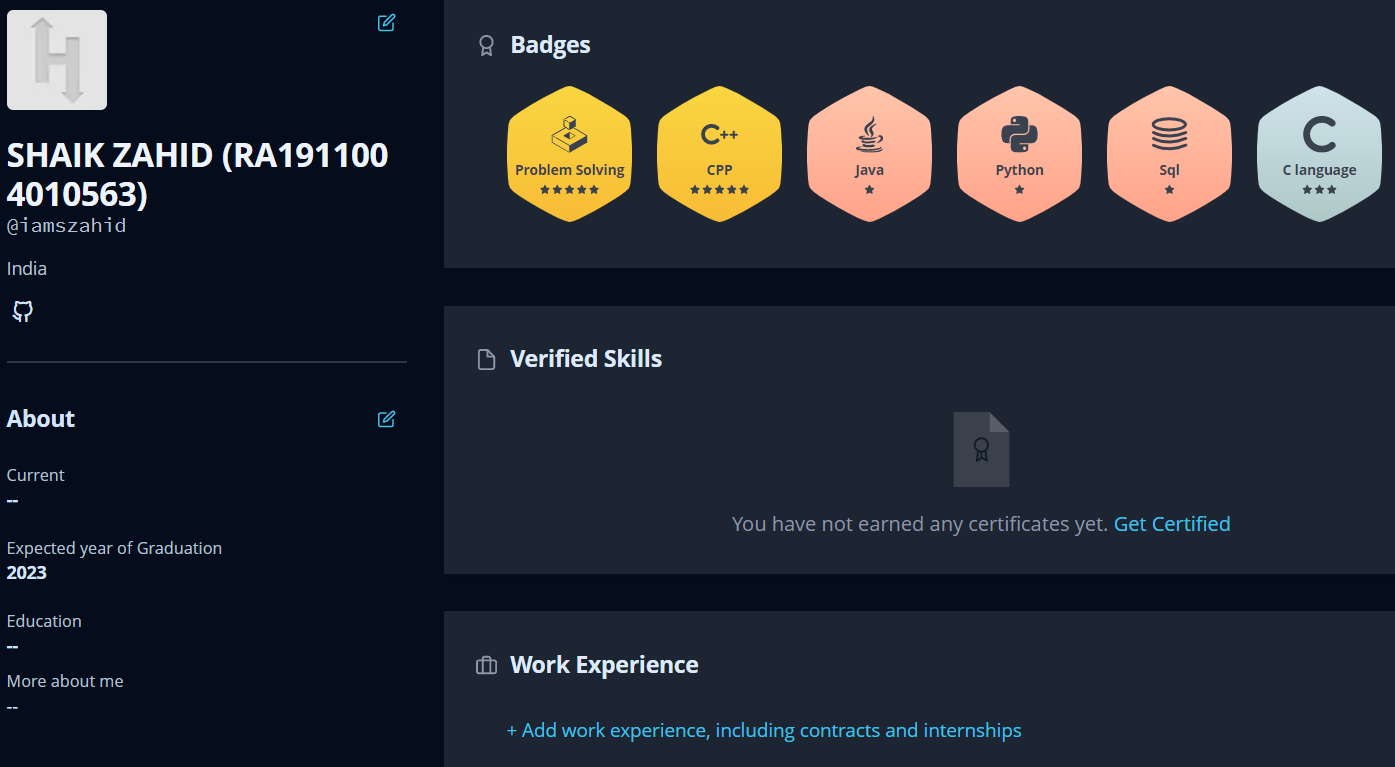 SHAIK ZAHID (RA191100
4010563)
@iamszahid
India
About
Current
--
Expected year of Graduation
2023
Education
--
More about me
--
Badges
Problem Solving
C++
CPP
Java
Python
Sql
C
C language
Verified Skills
You have not earned any certificates yet. Get Certified
Work Experience
+ Add work experience, including contracts and internships